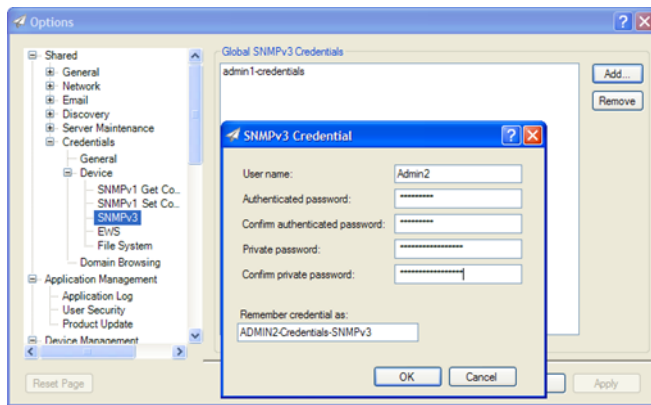 Options
Shared
General
Network
Email
Discovery
Server Maintenance
Credentials
General
Device
SNMPv1 Get Co...
SNMPv1 Set Co...
SNMPv3
EWS
File System
Domain Browsing
Application Management
Application Log
User Security
Product Update
Device Management
Reset Page
Global SNMPv3 Credentials
admin1-credentials
Add...
Remove
SNMPv3 Credential
User name: Admin2
Authenticated password: *********
Confirm authenticated password: *********
Private password: *****************
Confirm private password: *****************
Remember credential as:
ADMIN2-Credentials-SNMPv3
OK Cancel
Apply